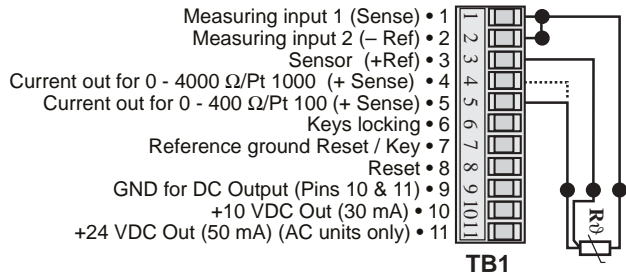 Measuring input 1 (Sense) • 1
Measuring input 2 (– Ref) • 2
Sensor (+Ref) • 3
Current out for 0 - 4000 Ω/Pt 1000 (+ Sense) • 4
Current out for 0 - 400 Ω/Pt 100 (+ Sense) • 5
Keys locking • 6
Reference ground Reset / Key • 7
Reset • 8
GND for DC Output (Pins 10 & 11) • 9
+10 VDC Out (30 mA) • 10
+24 VDC Out (50 mA) (AC units only) • 11
1
2
3
4
5
6
7
8
9
10
11
TB1
Rϑ